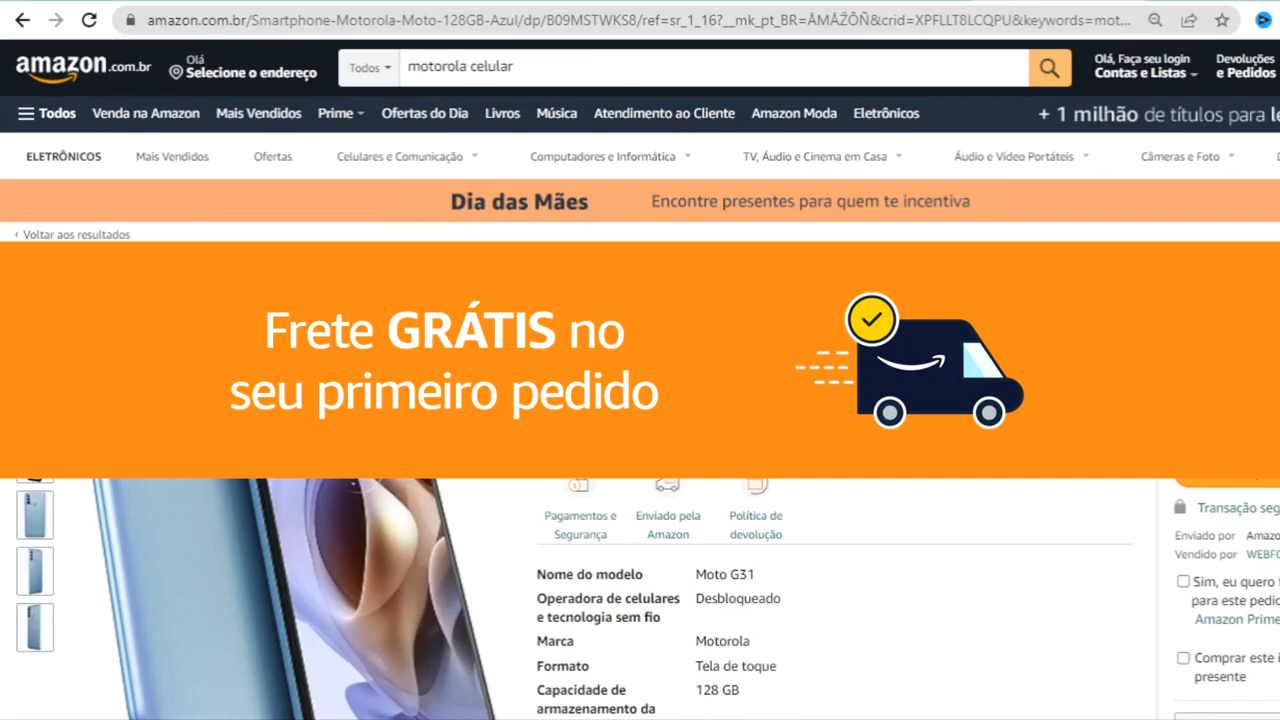 amazon.com.br/Smartphone-Motorola-Moto-128GB-Azul/dp/B09MSTWKS8/ref=sr_1_16?__mk_pt_BR=ÅMÅŽÕÑ&crid=XPFLLT8LCQPU&keywords=mot...
amazon.com.br
Olá
Selecione o endereço
Todos
motorola celular
Olá, Faça seu login
Contas e Listas
Devoluções
e Pedidos
Todos Venda na Amazon Mais Vendidos Prime Ofertas do Dia Livros Música Atendimento ao Cliente Amazon Moda Eletrônicos
+ 1 milhão de títulos para le
ELETRÔNICOS Mais Vendidos Ofertas Celulares e Comunicação Computadores e Informática TV, Áudio e Cinema em Casa Áudio e Vídeo Portáteis Câmeras e Foto
Dia das Mães Encontre presentes para quem te incentiva
‹ Voltar aos resultados
Frete GRÁTIS no
seu primeiro pedido
Pagamentos e
Segurança
Enviado pela
Amazon
Política de
devolução
Nome do modelo Moto G31
Operadora de celulares
e tecnologia sem fio
Desbloqueado
Marca Motorola
Formato Tela de toque
Capacidade de
armazenamento da
128 GB
Transação seg
Enviado por Amazo
Vendido por WEBFO
Sim, eu quero
para este pedid
Amazon Prime
Comprar este i
presente